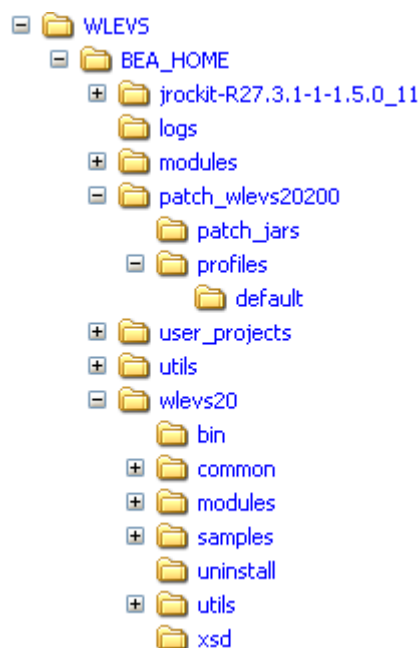 WLEVS
BEA_HOME
jrockit-R27.3.1-1-1.5.0_11
logs
modules
patch_wlevs20200
patch_jars
profiles
default
user_projects
utils
wlevs20
bin
common
modules
samples
uninstall
utils
xsd